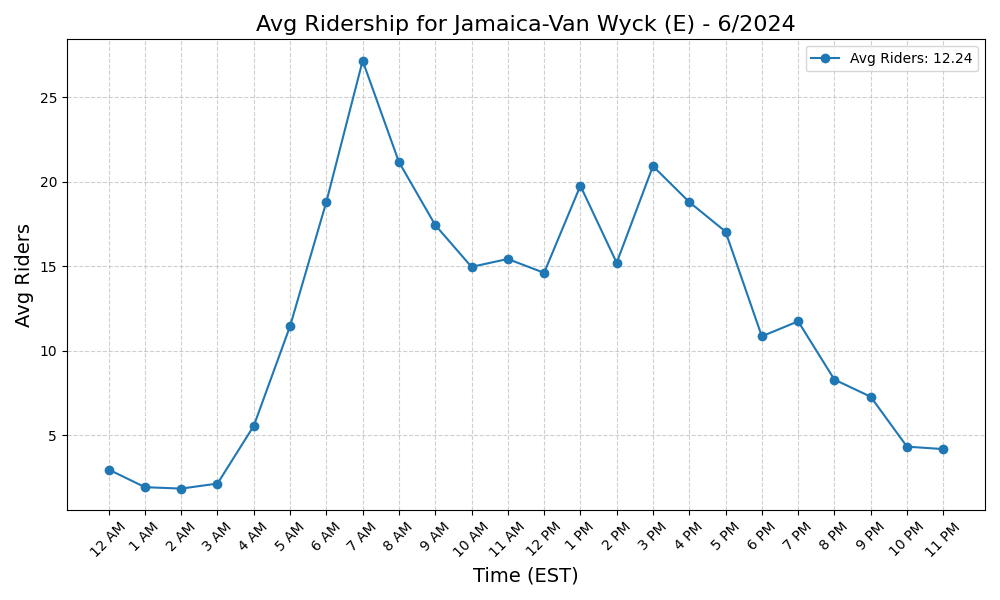 Avg Ridership for Jamaica-Van Wyck (E) - 6/2024
Avg Riders: 12.24
Avg Riders
25
20
15
10
5
12 AM
1 AM
2 AM
3 AM
4 AM
5 AM
6 AM
7 AM
8 AM
9 AM
10 AM
11 AM
12 PM
1 PM
2 PM
3 PM
4 PM
5 PM
6 PM
7 PM
8 PM
9 PM
10 PM
11 PM
Time (EST)